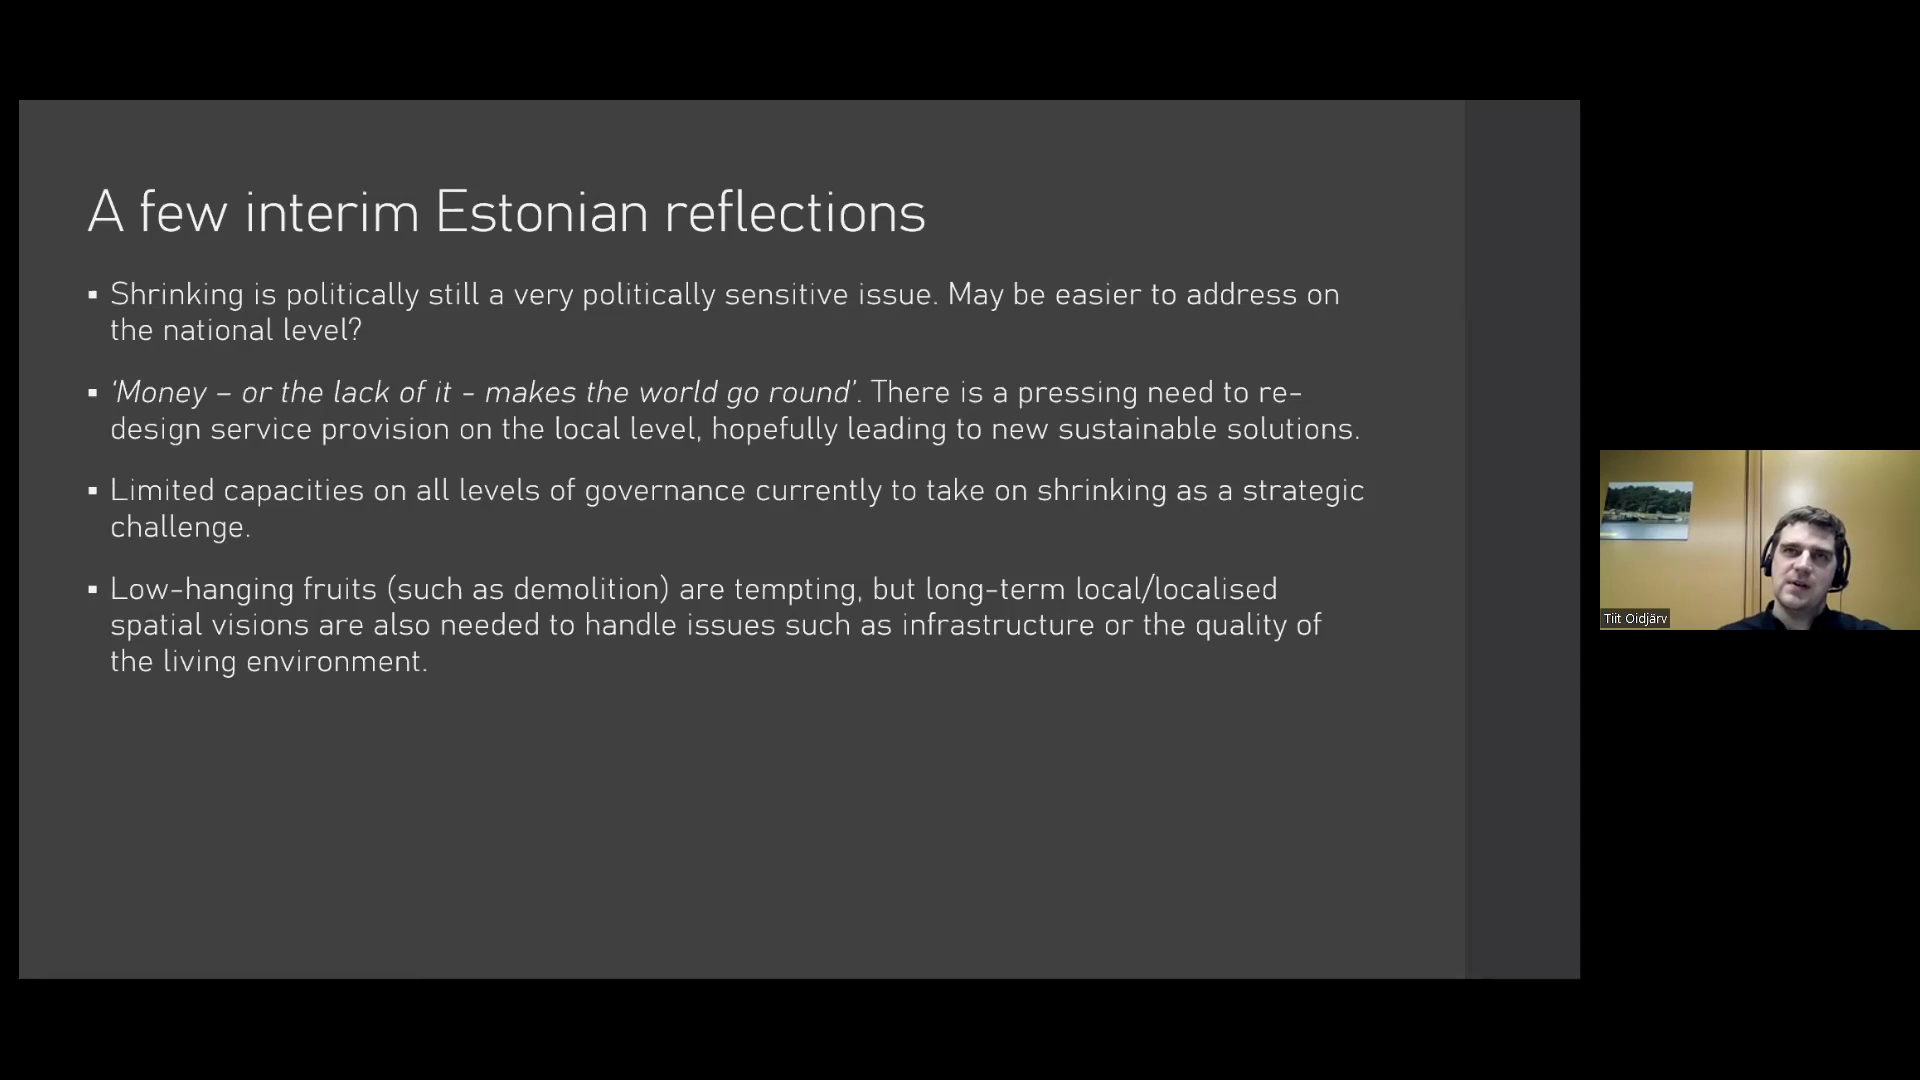 A few interim Estonian reflections
▪ Shrinking is politically still a very politically sensitive issue. May be easier to address on
the national level?
▪ ‘Money – or the lack of it - makes the world go round’. There is a pressing need to re-
design service provision on the local level, hopefully leading to new sustainable solutions.
▪ Limited capacities on all levels of governance currently to take on shrinking as a strategic
challenge.
▪ Low-hanging fruits (such as demolition) are tempting, but long-term local/localised
spatial visions are also needed to handle issues such as infrastructure or the quality of
the living environment.
Tiit Oidjärv